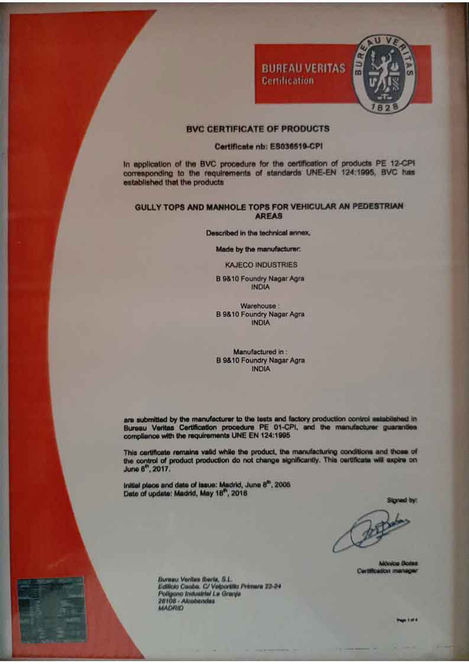 BUREAU VERITAS
Certification
BUREAU VERITAS
1828
BVC CERTIFICATE OF PRODUCTS
Certificate nb: ES036519-CPI
In application of the BVC procedure for the certification of products PE 12-CPI
corresponding to the requirements of standards UNE-EN 124:1995, BVC has
established that the products
GULLY TOPS AND MANHOLE TOPS FOR VEHICULAR AN PEDESTRIAN
AREAS
Described in the technical annex,
Made by the manufacturer:
KAJECO INDUSTRIES
B 9&10 Foundry Nagar Agra
INDIA
Warehouse :
B 9&10 Foundry Nagar Agra
INDIA
Manufactured in :
B 9&10 Foundry Nagar Agra
INDIA
are submitted by the manufacturer to the tests and factory production control established in
Bureau Veritas Certification procedure PE 01-CPI, and the manufacturer guaranties
compliance with the requirements UNE EN 124:1995
This certificate remains valid while the product, the manufacturing conditions and those of
the control of product production do not change significantly. This certificate will expire on
June 8th, 2017.
Initial place and date of issue: Madrid, June 8th,
Date of update: Madrid, May 18th,
Signed by:
Mónica Botas
Certification manager
Bureau Veritas Iberia, S.L.
Edificio Caoba. C/ Valportillo Primera 22-24
Polígono Industrial La Granja
28108 - Alcobendas
MADRID
Page 1 of 4